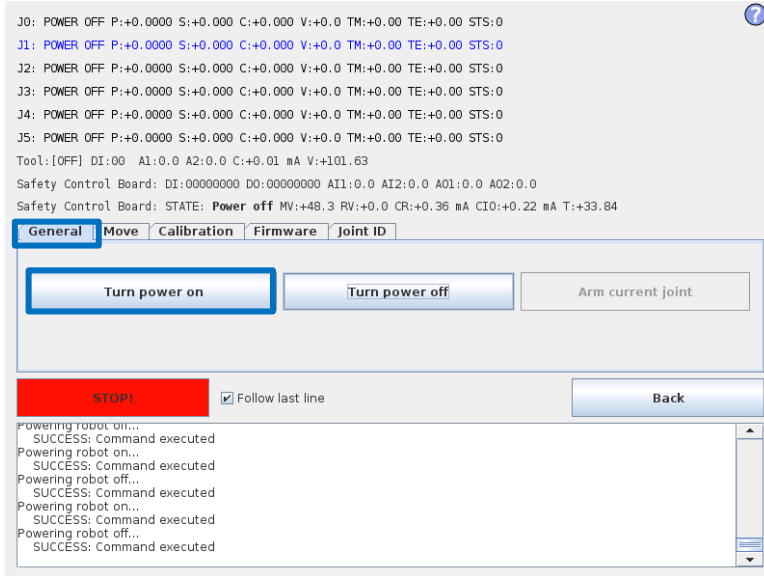 ?
J0: POWER OFF P:+0.0000 S:+0.000 C:+0.000 V:+0.0 TM:+0.00 TE:+0.00 STS:0
J1: POWER OFF P:+0.0000 S:+0.000 C:+0.000 V:+0.0 TM:+0.00 TE:+0.00 STS:0
J2: POWER OFF P:+0.0000 S:+0.000 C:+0.000 V:+0.0 TM:+0.00 TE:+0.00 STS:0
J3: POWER OFF P:+0.0000 S:+0.000 C:+0.000 V:+0.0 TM:+0.00 TE:+0.00 STS:0
J4: POWER OFF P:+0.0000 S:+0.000 C:+0.000 V:+0.0 TM:+0.00 TE:+0.00 STS:0
J5: POWER OFF P:+0.0000 S:+0.000 C:+0.000 V:+0.0 TM:+0.00 TE:+0.00 STS:0
Tool:[OFF] DI:00 A1:0.0 A2:0.0 C:+0.01 mA V:+101.63
Safety Control Board: DI:00000000 DO:00000000 AI1:0.0 AI2:0.0 AO1:0.0 AO2:0.0
Safety Control Board: STATE: Power off MV:+48.3 RV:+0.0 CR:+0.36 mA CIO:+0.22 mA T:+33.84
General Move Calibration Firmware Joint ID
Turn power on Turn power off Arm current joint
STOP! Follow last line Back
Powering robot off...
SUCCESS: Command executed
Powering robot on...
SUCCESS: Command executed
Powering robot off...
SUCCESS: Command executed
Powering robot on...
SUCCESS: Command executed
Powering robot off...
SUCCESS: Command executed